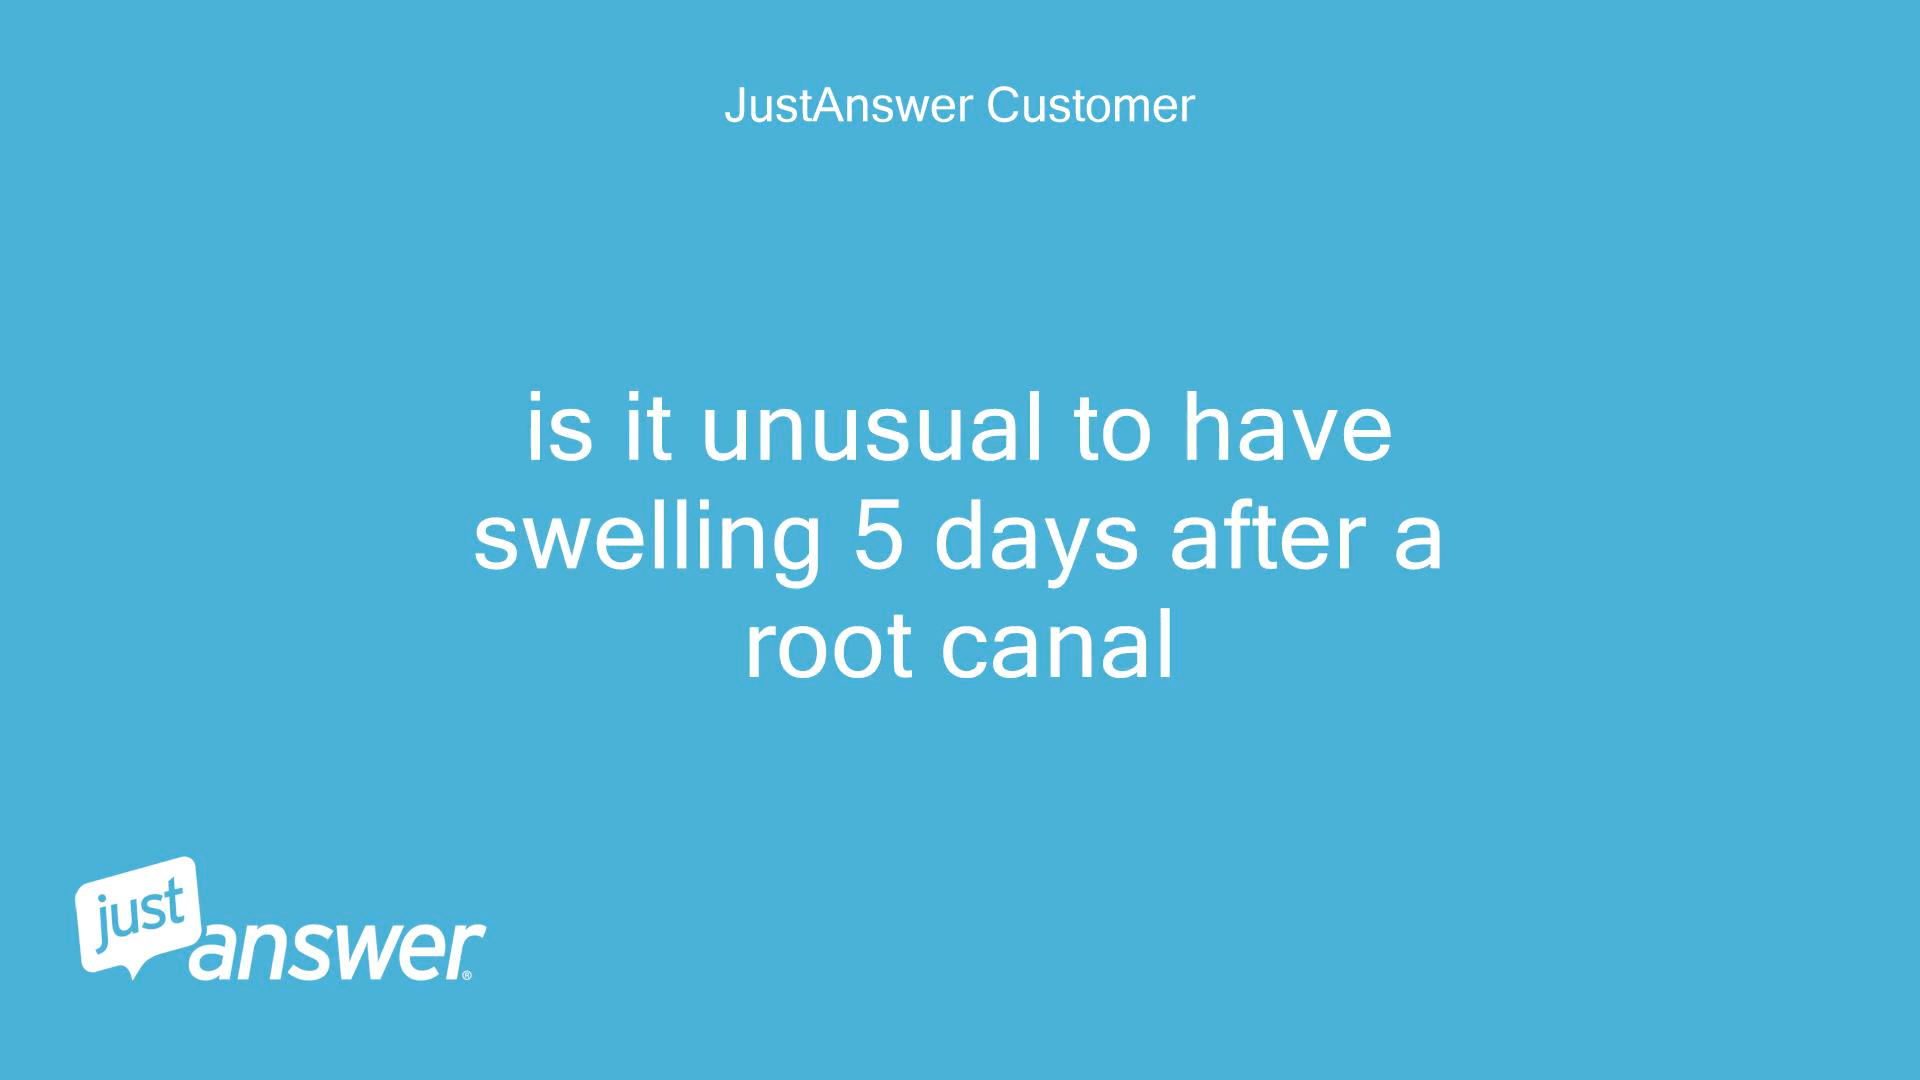 JustAnswer Customer
is it unusual to have
swelling 5 days after a
root canal
just
answer®